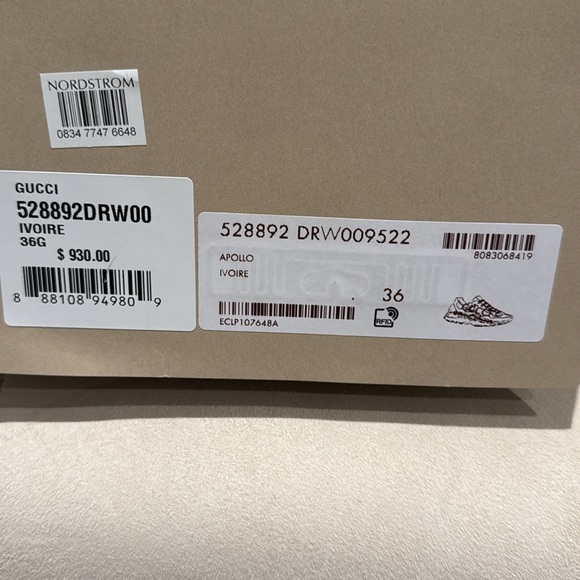 NORDSTROM
0834 7747 6648
GUCCI
528892DRW00
IVOIRE
36G
$ 930.00
8 88108 94980 9
528892 DRW009522
8083068419
APOLLO
IVOIRE
36
ECLP107648A
RFID